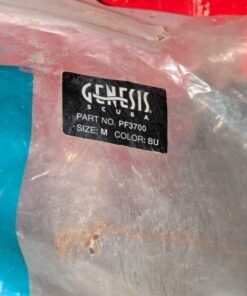 GENESIS
SCUBA
PART NO. PF3700
SIZE: M COLOR: BU